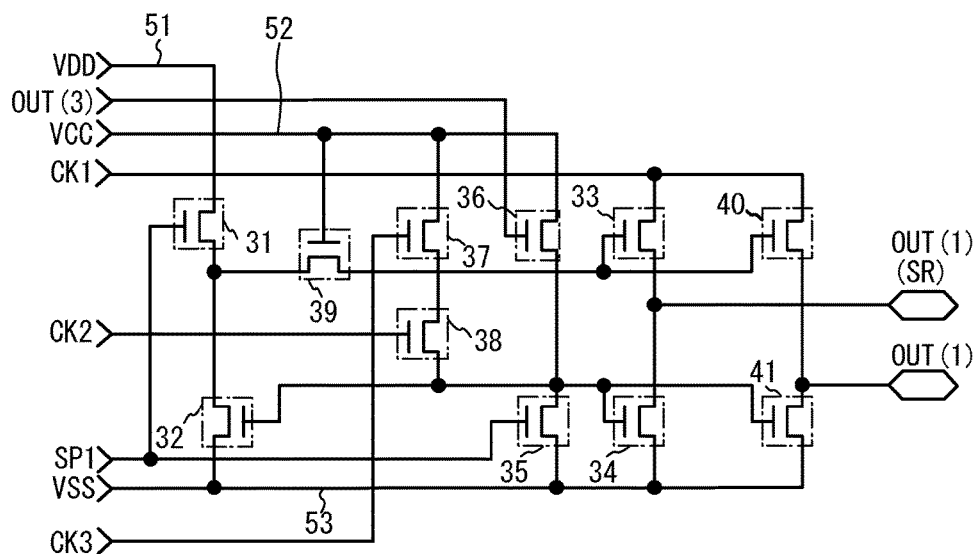 51
52
VDD
OUT(3)
VCC
CK1
36
33
40
31
37
OUT(1)
(SR)
39
CK2
38
OUT(1)
32
41
SP1
35
34
VSS
53
CK3